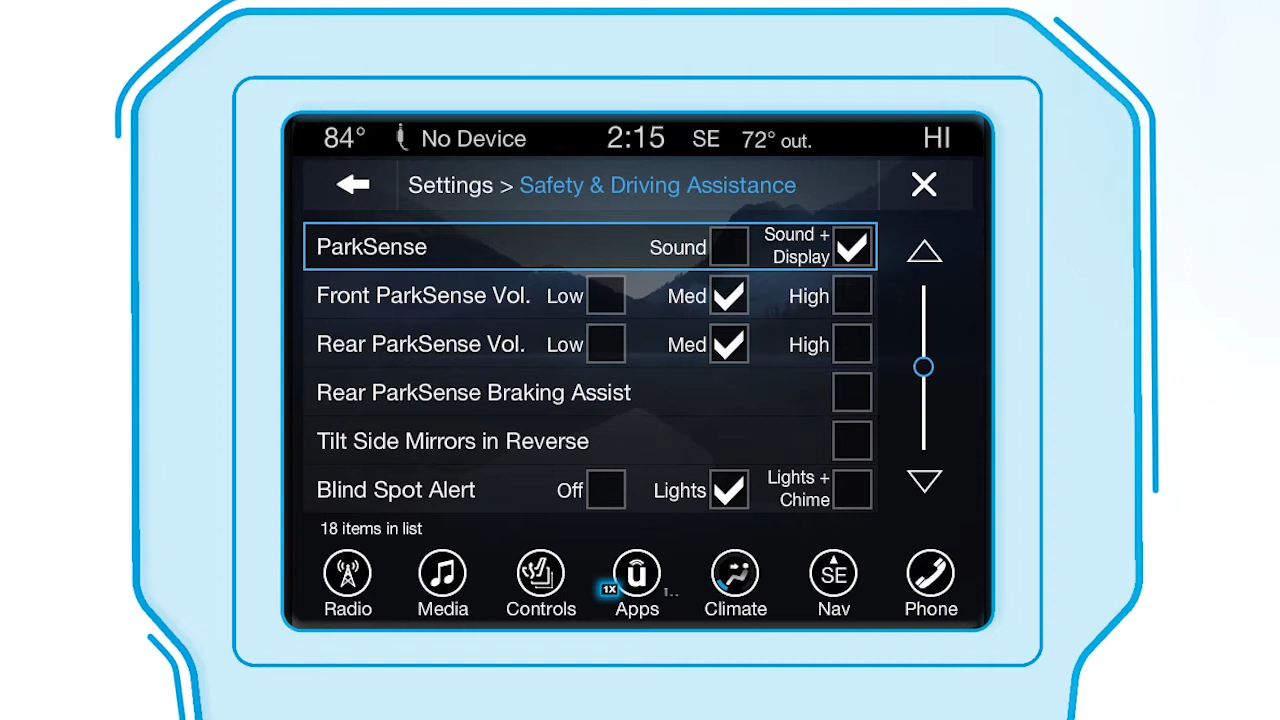 84° No Device 2:15 SE 72° out. HI
Settings > Safety & Driving Assistance
ParkSense Sound Sound + Display
Front ParkSense Vol. Low Med High
Rear ParkSense Vol. Low Med High
Rear ParkSense Braking Assist
Tilt Side Mirrors in Reverse
Blind Spot Alert Off Lights Lights + Chime
18 items in list
1X u SE
Radio Media Controls Apps Climate Nav Phone